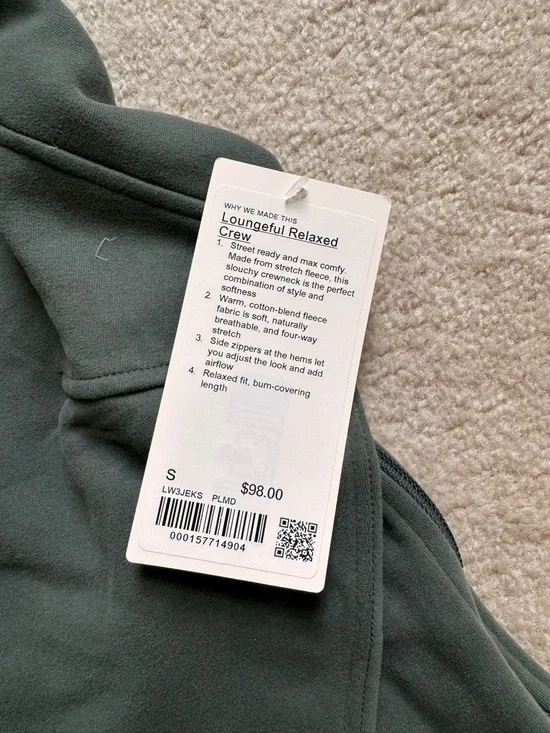 WHY WE MADE THIS
Loungeful Relaxed
Crew
1. Street ready and max comfy.
Made from stretch fleece, this
slouchy crewneck is the perfect
combination of style and
softness
2. Warm, cotton-blend fleece
fabric is soft, naturally
breathable, and four-way
stretch
3. Side zippers at the hems let
you adjust the look and add
airflow
4. Relaxed fit, bum-covering
length
S
$98.00
LW3JEKS PLMD
000157714904